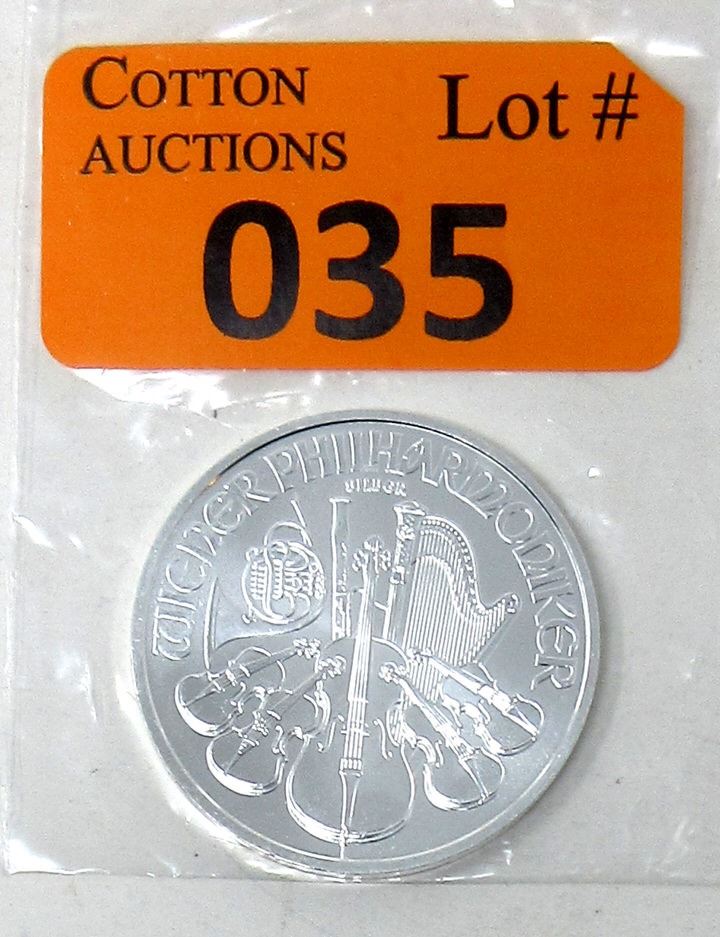 COTTON
AUCTIONS
Lot #
035
WIENER PHILHARMONIKER
SILBER